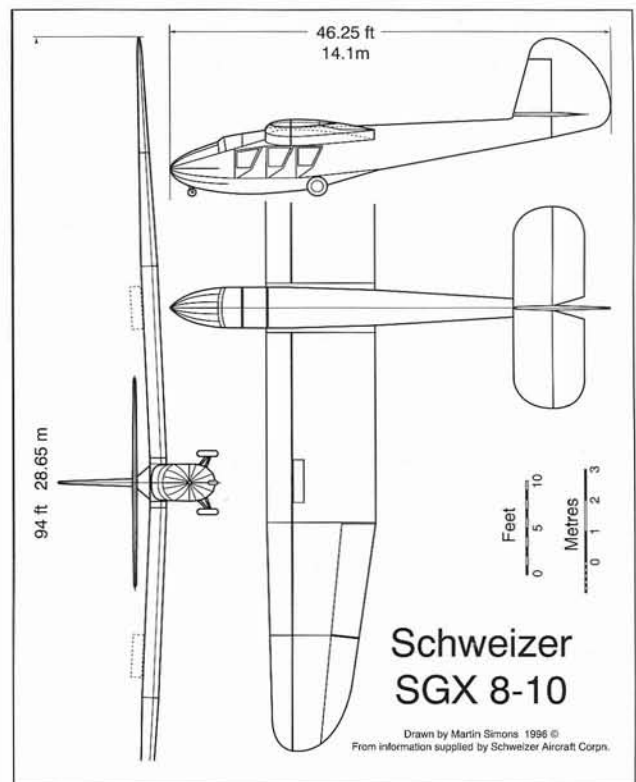 46.25 ft
14.1m
94 ft 28.65 m
Feet
0 5 10
Metres
0 1 2 3
Schweizer
SGX 8-10
Drawn by Martin Simons 1996 ©
From information supplied by Schweizer Aircraft Corpn.